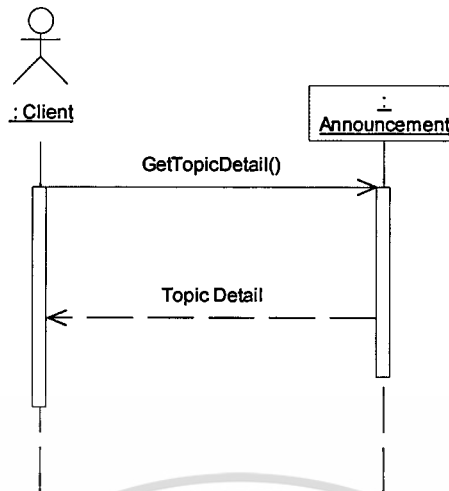 : Client
:
Announcement
GetTopicDetail()
Topic Detail